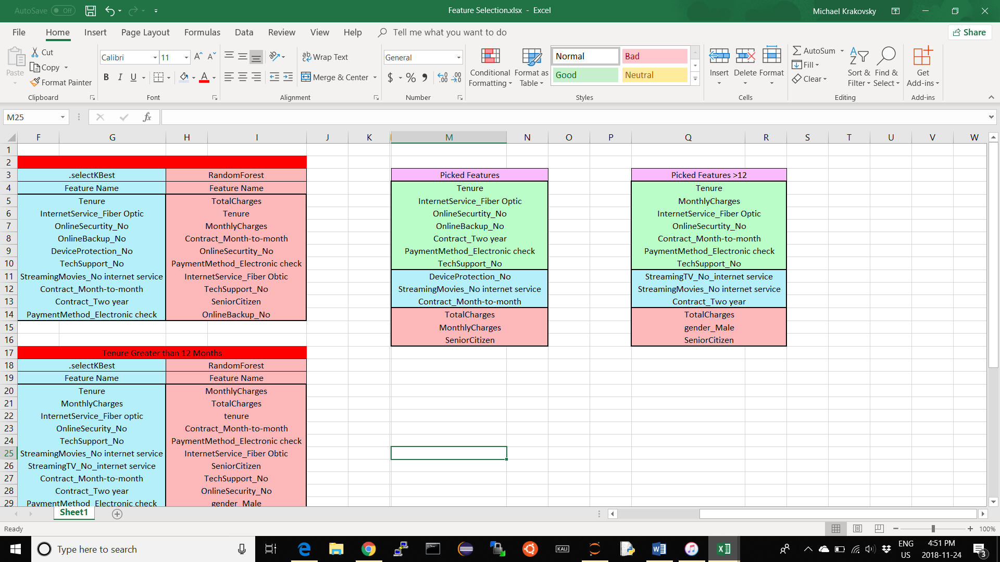 AutoSave Off
Feature Selection.xlsx - Excel
Michael Krakovsky
File Home Insert Page Layout Formulas Data Review View Help Tell me what you want to do Share
Paste
Cut
Copy
Format Painter
Clipboard
Calibri 11
B I U
Font
Wrap Text
Merge & Center
Alignment
General
$ % ,
Number
Conditional Formatting
Format as Table
Normal Bad
Good Neutral
Styles
Insert Delete Format
Cells
AutoSum
Fill
Clear
Sort & Filter
Find & Select
Editing
Get Add-ins
Add-ins
M25 fx
F G H I J K M N O P Q R S T U V W
1
2
3 .selectKBest RandomForest Picked Features Picked Features >12
4 Feature Name Feature Name Tenure Tenure
5 Tenure TotalCharges InternetService_Fiber Optic MonthlyCharges
6 InternetService_Fiber Optic Tenure OnlineSecurtity_No InternetService_Fiber Optic
7 OnlineSecurtity_No MonthlyCharges OnlineBackup_No OnlineSecurtity_No
8 OnlineBackup_No Contract_Month-to-month Contract_Two year Contract_Month-to-month
9 DeviceProtection_No OnlineSecurtity_No PaymentMethod_Electronic check PaymentMethod_Electronic check
10 TechSupport_No PaymentMethod_Electronic check TechSupport_No TechSupport_No
11 StreamingMovies_No internet service InternetService_Fiber Obtic DeviceProtection_No StreamingTV_No_internet service
12 Contract_Month-to-month TechSupport_No StreamingMovies_No internet service StreamingMovies_No internet service
13 Contract_Two year SeniorCitizen Contract_Month-to-month Contract_Two year
14 PaymentMethod_Electronic check OnlineBackup_No TotalCharges TotalCharges
15 MonthlyCharges gender_Male
16 SeniorCitizen SeniorCitizen
17 Tenure Greater than 12 Months
18 .selectKBest RandomForest
19 Feature Name Feature Name
20 Tenure MonthlyCharges
21 MonthlyCharges TotalCharges
22 InternetService_Fiber optic tenure
23 OnlineSecurity_No Contract_Month-to-month
24 TechSupport_No PaymentMethod_Electronic check
25 StreamingMovies_No internet service InternetService_Fiber Obtic
26 StreamingTV_No_internet service SeniorCitizen
27 Contract_Month-to-month TechSupport_No
28 Contract_Two year OnlineSecurity_No
29 PaymentMethod_Electronic check gender_Male
Sheet1
Ready 100%
Type here to search
KALI
ENG
US
4:51 PM
2018-11-24
3